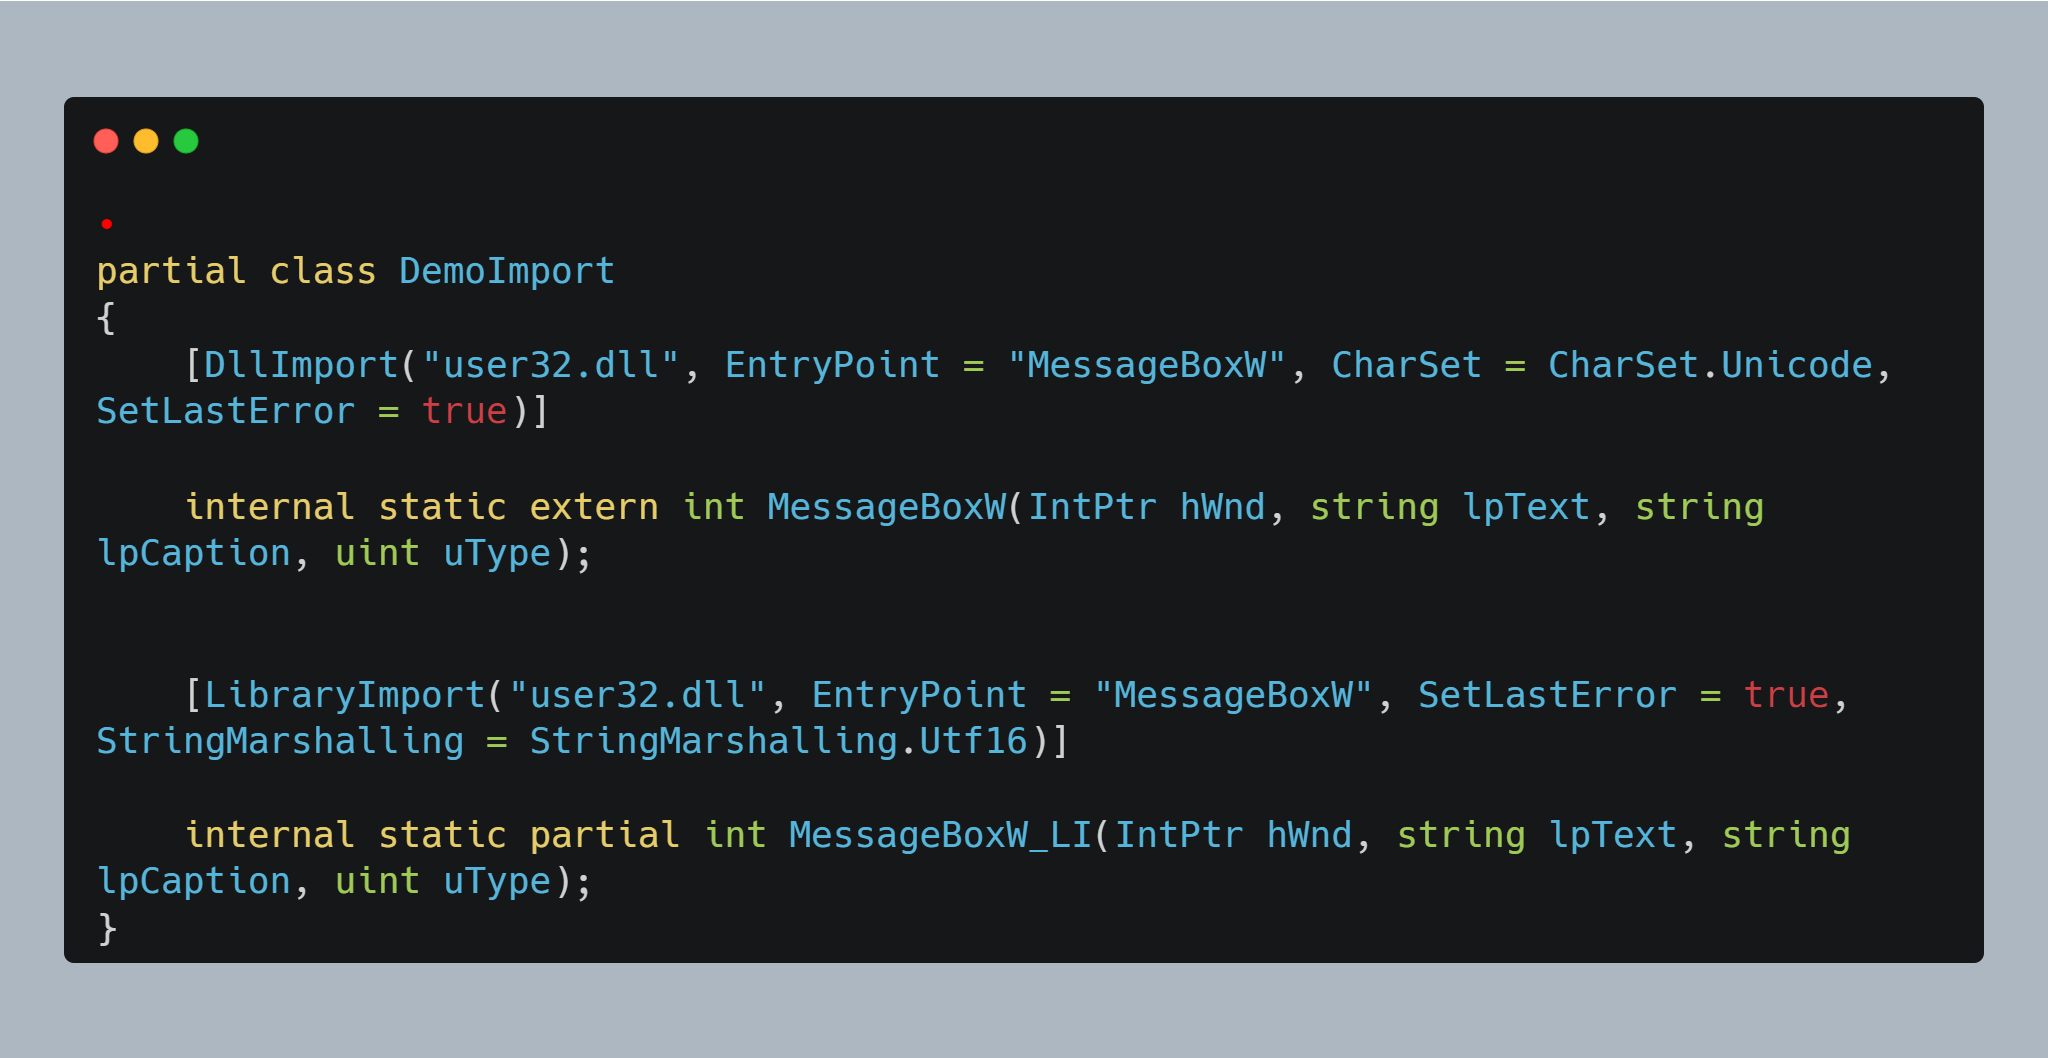 partial class DemoImport
{
    [DllImport("user32.dll", EntryPoint = "MessageBoxW", CharSet = CharSet.Unicode,
SetLastError = true)]
    internal static extern int MessageBoxW(IntPtr hWnd, string lpText, string
lpCaption, uint uType);
    [LibraryImport("user32.dll", EntryPoint = "MessageBoxW", SetLastError = true,
StringMarshalling = StringMarshalling.Utf16)]
    internal static partial int MessageBoxW_LI(IntPtr hWnd, string lpText, string
lpCaption, uint uType);
}